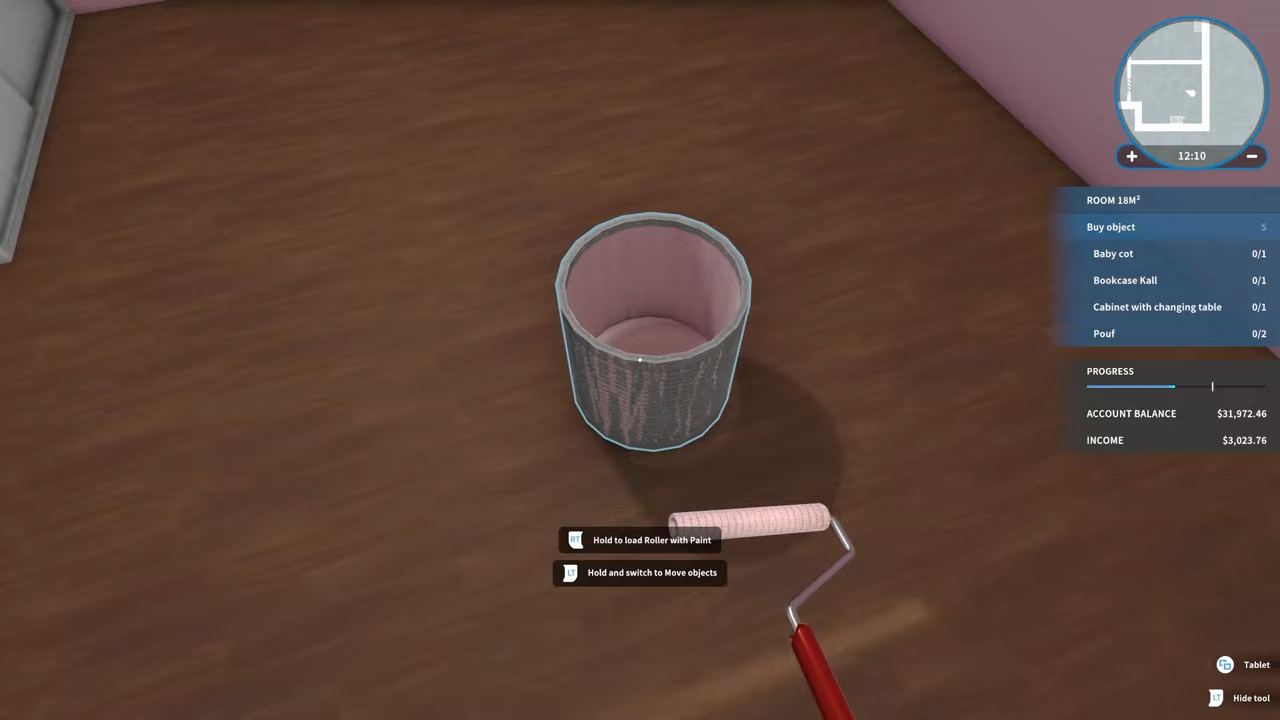 12:10
ROOM 18M²
Buy object 5
Baby cot 0/1
Bookcase Kall 0/1
Cabinet with changing table 0/1
Pouf 0/2
PROGRESS
ACCOUNT BALANCE $31,972.46
INCOME $3,023.76
RT Hold to load Roller with Paint
LT Hold and switch to Move objects
Tablet
LT Hide tool